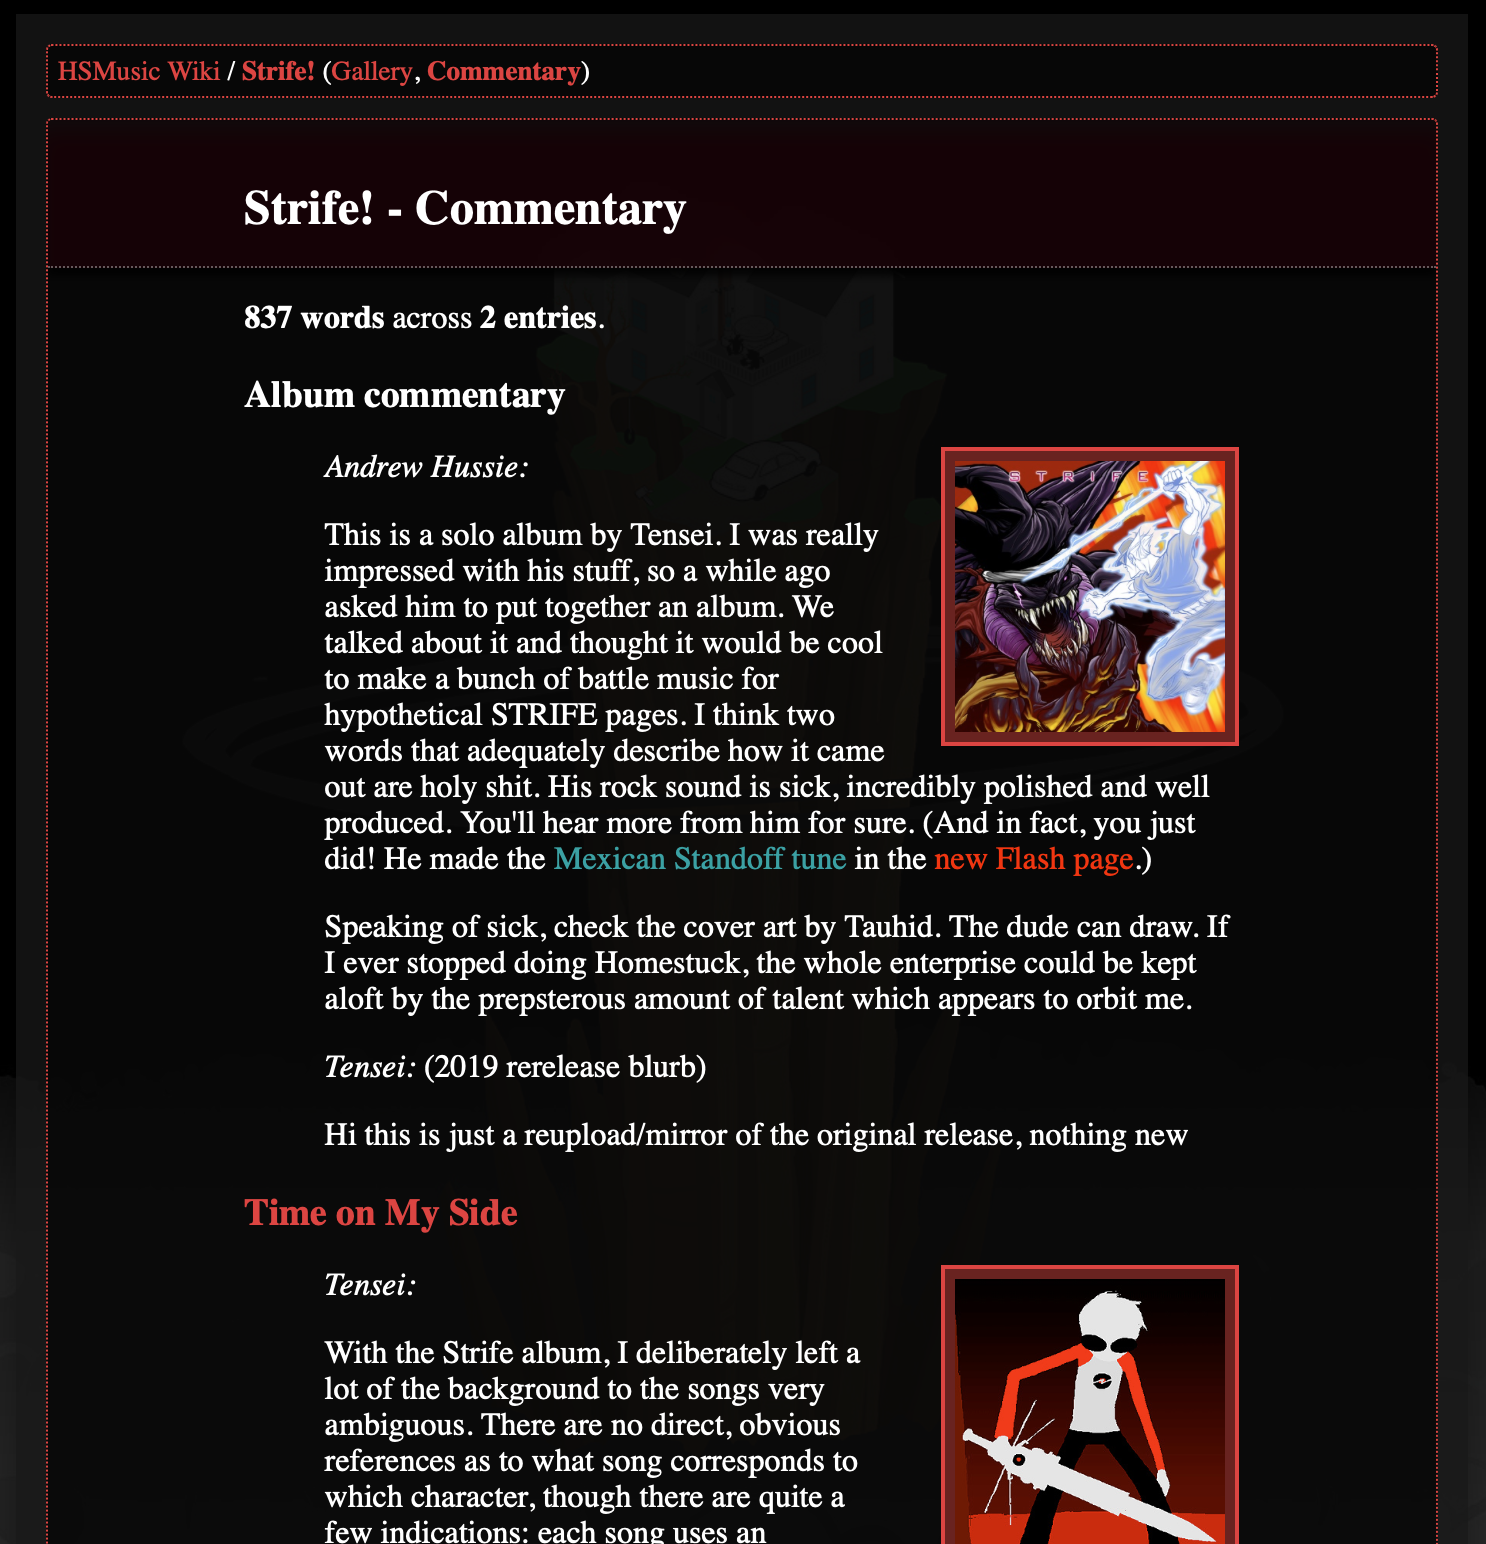 HSMusic Wiki / Strife! (Gallery, Commentary)
Strife! - Commentary
837 words across 2 entries.
Album commentary
Andrew Hussie:
STRIFE
This is a solo album by Tensei. I was really
impressed with his stuff, so a while ago
asked him to put together an album. We
talked about it and thought it would be cool
to make a bunch of battle music for
hypothetical STRIFE pages. I think two
words that adequately describe how it came
out are holy shit. His rock sound is sick, incredibly polished and well
produced. You'll hear more from him for sure. (And in fact, you just
did! He made the Mexican Standoff tune in the new Flash page.)
Speaking of sick, check the cover art by Tauhid. The dude can draw. If
I ever stopped doing Homestuck, the whole enterprise could be kept
aloft by the prepsterous amount of talent which appears to orbit me.
Tensei: (2019 rerelease blurb)
Hi this is just a reupload/mirror of the original release, nothing new
Time on My Side
Tensei:
With the Strife album, I deliberately left a
lot of the background to the songs very
ambiguous. There are no direct, obvious
references as to what song corresponds to
which character, though there are quite a
few indications: each song uses an